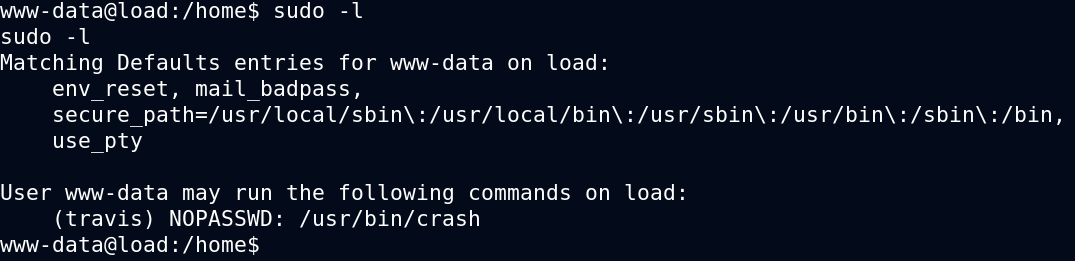 www-data@load:/home$ sudo -l
sudo -l
Matching Defaults entries for www-data on load:
    env_reset, mail_badpass,
    secure_path=/usr/local/sbin\:/usr/local/bin\:/usr/sbin\:/usr/bin\:/sbin\:/bin,
    use_pty

User www-data may run the following commands on load:
    (travis) NOPASSWD: /usr/bin/crash
www-data@load:/home$